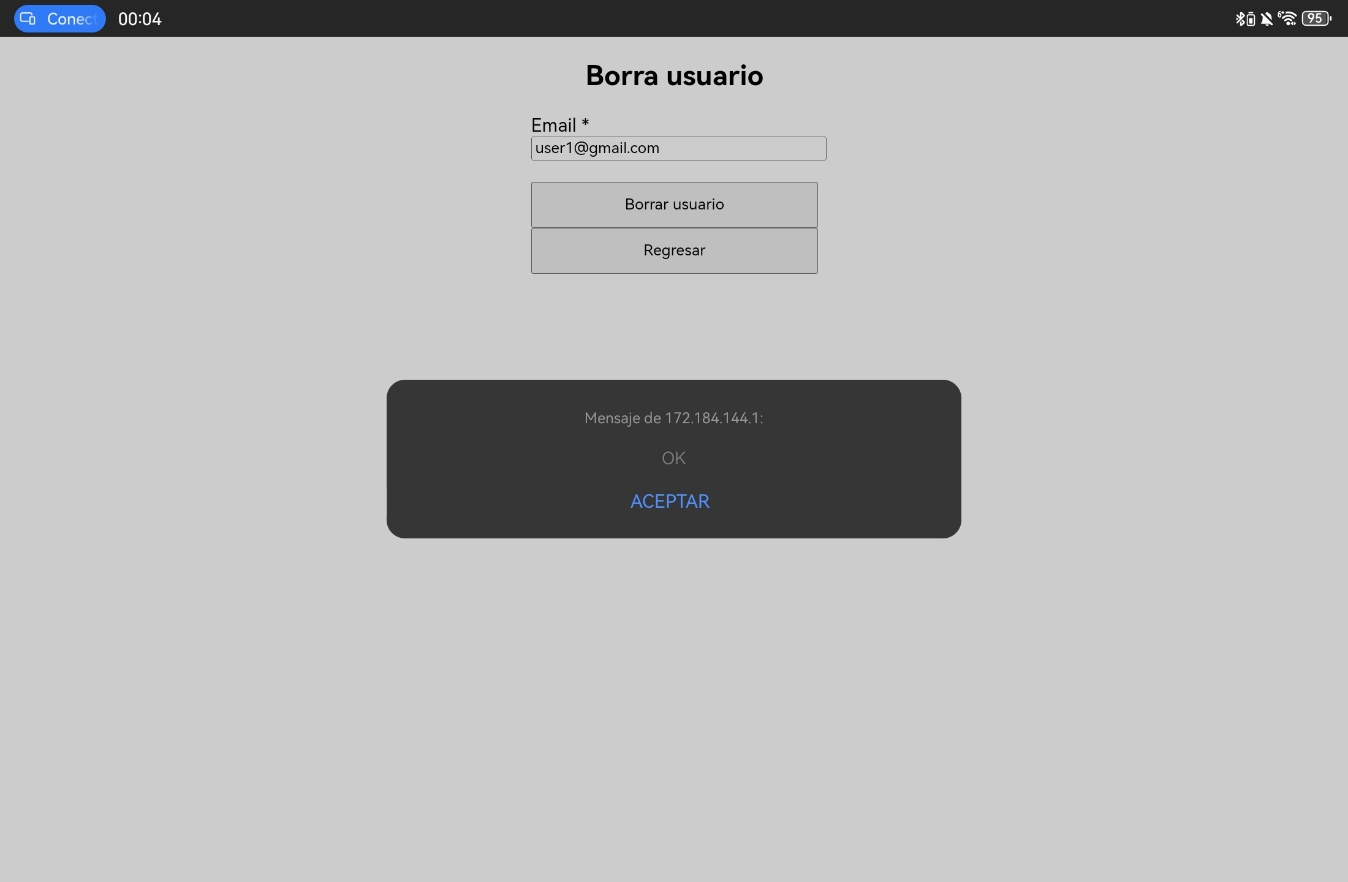 Conec
00:04
95
Borra usuario
Email *
user1@gmail.com
Borrar usuario
Regresar
Mensaje de 172.184.144.1:
OK
ACEPTAR